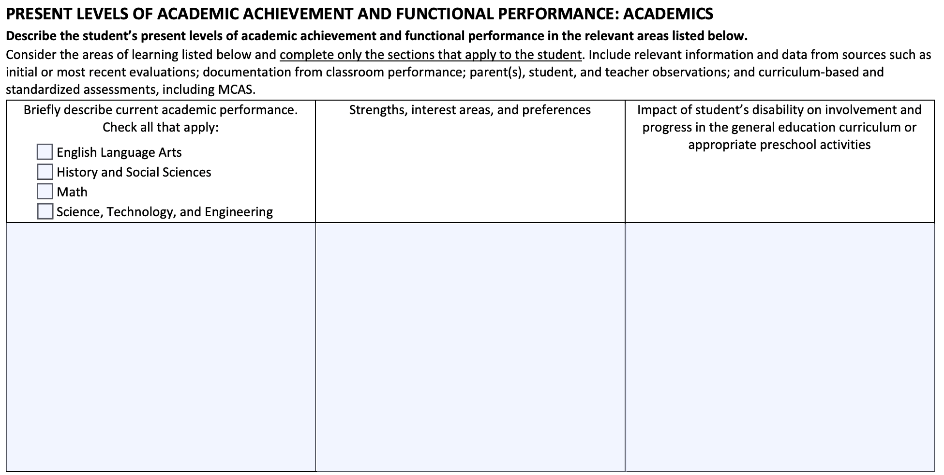 PRESENT LEVELS OF ACADEMIC ACHIEVEMENT AND FUNCTIONAL PERFORMANCE: ACADEMICS
Describe the student's present levels of academic achievement and functional performance in the relevant areas listed below.
Consider the areas of learning listed below and complete only the sections that apply to the student. Include relevant information and data from sources such as
initial or most recent evaluations; documentation from classroom performance; parent(s), student, and teacher observations; and curriculum-based and
standardized assessments, including MCAS.
Briefly describe current academic performance.
Check all that apply:
English Language Arts
History and Social Sciences
Math
Science, Technology, and Engineering
Strengths, interest areas, and preferences
Impact of student's disability on involvement and
progress in the general education curriculum or
appropriate preschool activities